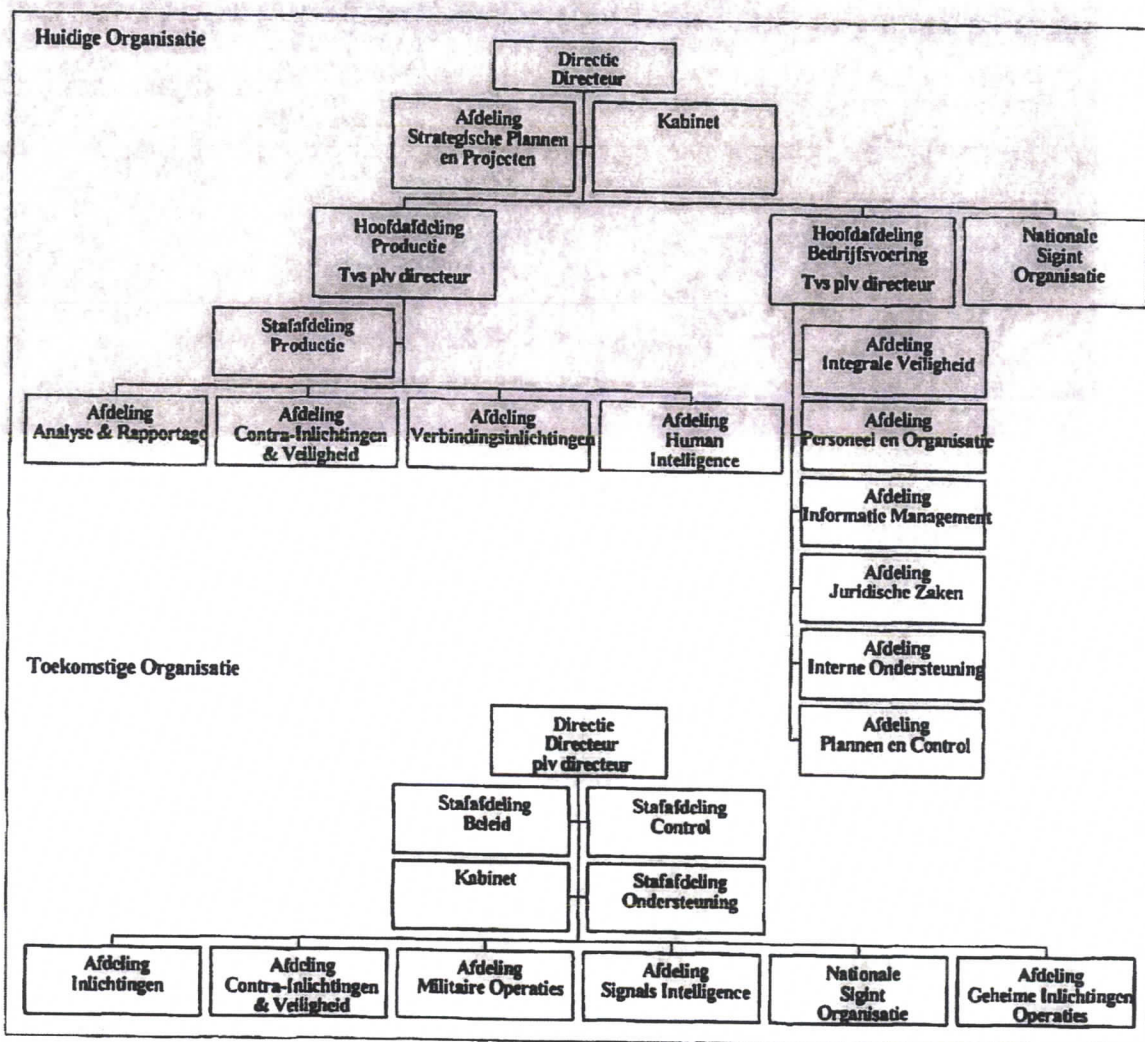 Huidige Organisatie
Directie
Directeur
Afdeling
Strategische Plannen
en Projecten
Kabinet
Hoofdafdeling
Productie
Tvs plv directeur
Hoofdafdeling
Bedrijfsvoering
Tvs plv directeur
Nationale
Sigint
Organisatie
Stafafdeling
Productie
Afdeling
Analyse & Rapportage
Afdeling
Contra-Inlichtingen
& Veiligheid
Afdeling
Verbindingsinlichtingen
Afdeling
Human
Intelligence
Afdeling
Integrale Veiligheid
Afdeling
Personeel en Organisatie
Afdeling
Informatie Management
Afdeling
Juridische Zaken
Afdeling
Interne Ondersteuning
Afdeling
Plannen en Control
Toekomstige Organisatie
Directie
Directeur
plv directeur
Stafafdeling
Beleid
Stafafdeling
Control
Kabinet
Stafafdeling
Ondersteuning
Afdeling
Inlichtingen
Afdeling
Contra-Inlichtingen
& Veiligheid
Afdeling
Militaire Operaties
Afdeling
Signals Intelligence
Nationale
Sigint
Organisatie
Afdeling
Geheime Inlichtingen
Operaties